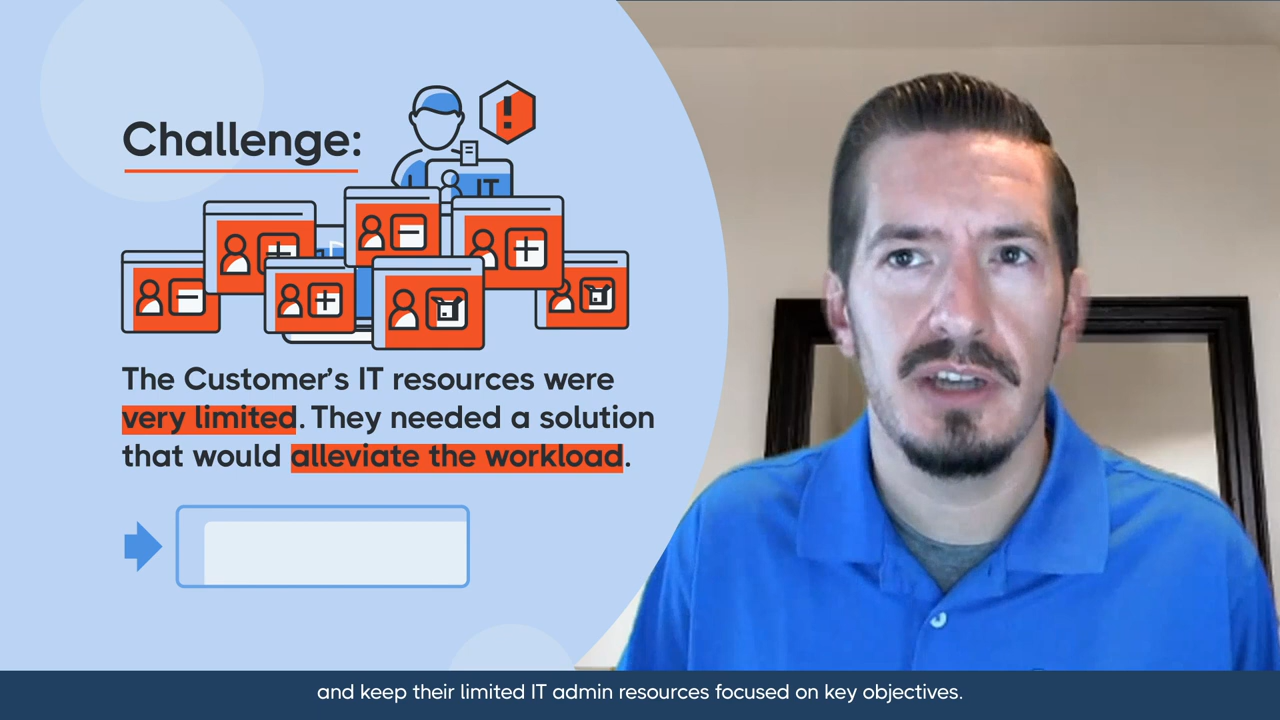 Challenge:
IT
The Customer's IT resources were
very limited. They needed a solution
that would alleviate the workload.
and keep their limited IT admin resources focused on key objectives.